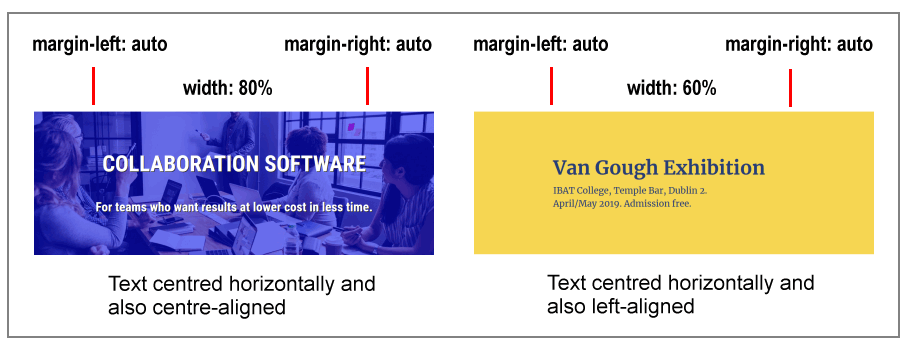 margin-left: auto
margin-right: auto
width: 80%
COLLABORATION SOFTWARE
For teams who want results at lower cost in less time.
Text centred horizontally and
also centre-aligned
margin-left: auto
margin-right: auto
width: 60%
Van Gough Exhibition
IBAT College, Temple Bar, Dublin 2.
April/May 2019. Admission free.
Text centred horizontally and
also left-aligned